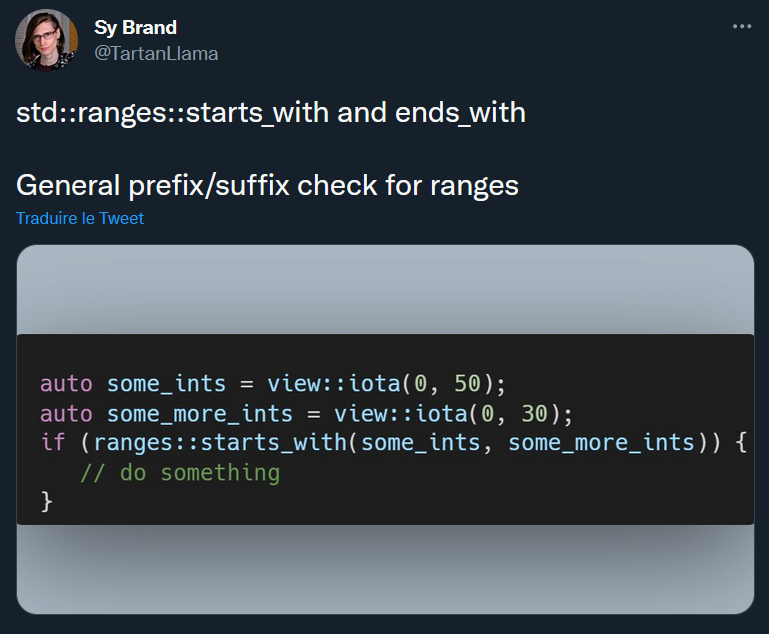 Sy Brand
@TartanLlama
std::ranges::starts_with and ends_with
General prefix/suffix check for ranges
Traduire le Tweet
auto some_ints = view::iota(0, 50);
auto some_more_ints = view::iota(0, 30);
if (ranges::starts_with(some_ints, some_more_ints)) {
   // do something
}